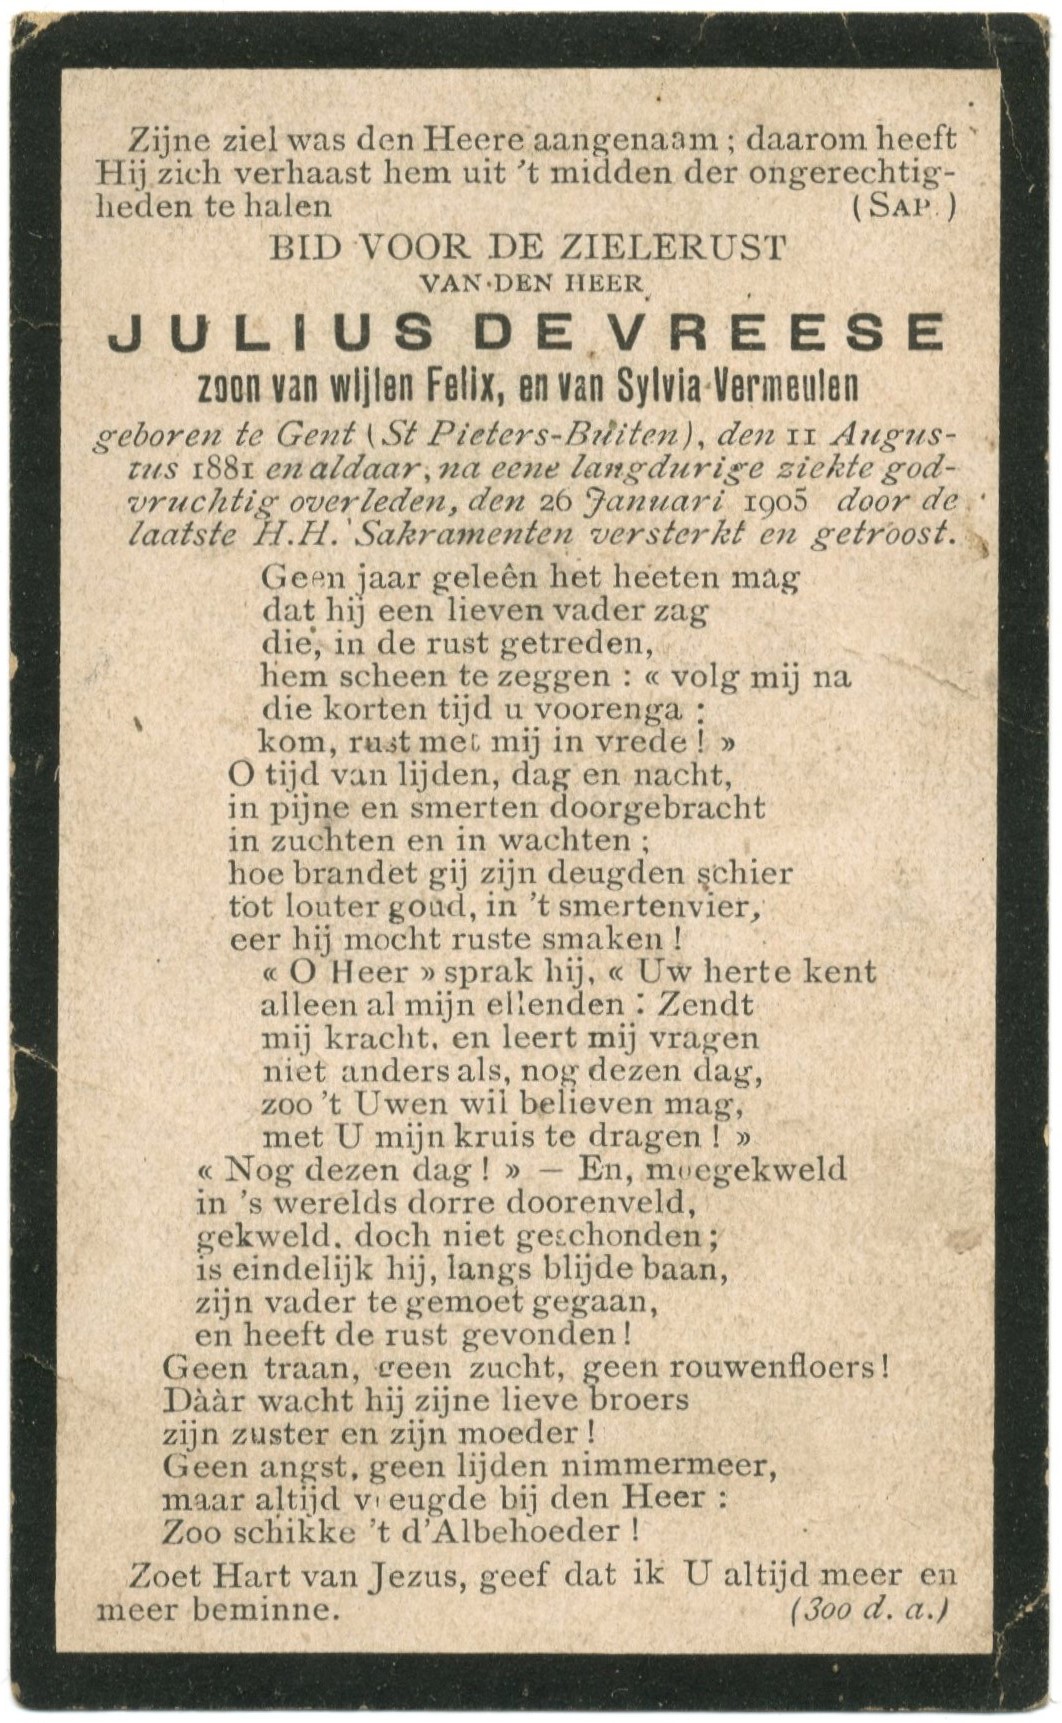 Zijne ziel was den Heere aangenaam ; daarom heeft
Hij zich verhaast hem uit 't midden der ongerechtig-
heden te halen (SAP.)
BID VOOR DE ZIELERUST
VAN DEN HEER
JULIUS DE VREESE
zoon van wijlen Felix, en van Sylvia Vermeulen
geboren te Gent (St Pieters-Buiten), den 11 Augus-
tus 1881 en aldaar, na eene langdurige ziekte god-
vruchtig overleden, den 26 Januari 1905 door de
laatste H.H. Sakramenten versterkt en getroost.
Geen jaar geleên het heeten mag
dat hij een lieven vader zag
die, in de rust getreden,
hem scheen te zeggen : « volg mij na
die korten tijd u voorenga :
kom, rust met mij in vrede ! »
O tijd van lijden, dag en nacht,
in pijne en smerten doorgebracht
in zuchten en in wachten ;
hoe brandet gij zijn deugden schier
tot louter goud, in 't smertenvier,
eer hij mocht ruste smaken !
« O Heer » sprak hij, « Uw herte kent
alleen al mijn ellenden : Zendt
mij kracht, en leert mij vragen
niet anders als, nog dezen dag,
zoo 't Uwen wil believen mag,
met U mijn kruis te dragen ! »
« Nog dezen dag ! » — En, moegekweld
in 's werelds dorre doorenveld,
gekweld, doch niet geschonden;
is eindelijk hij, langs blijde baan,
zijn vader te gemoet gegaan,
en heeft de rust gevonden !
Geen traan, geen zucht, geen rouwenfloers !
Dààr wacht hij zijne lieve broers
zijn zuster en zijn moeder !
Geen angst, geen lijden nimmermeer,
maar altijd vreugde bij den Heer :
Zoo schikke 't d'Albehoeder !
Zoet Hart van Jezus, geef dat ik U altijd meer en
meer beminne. (300 d. a.)